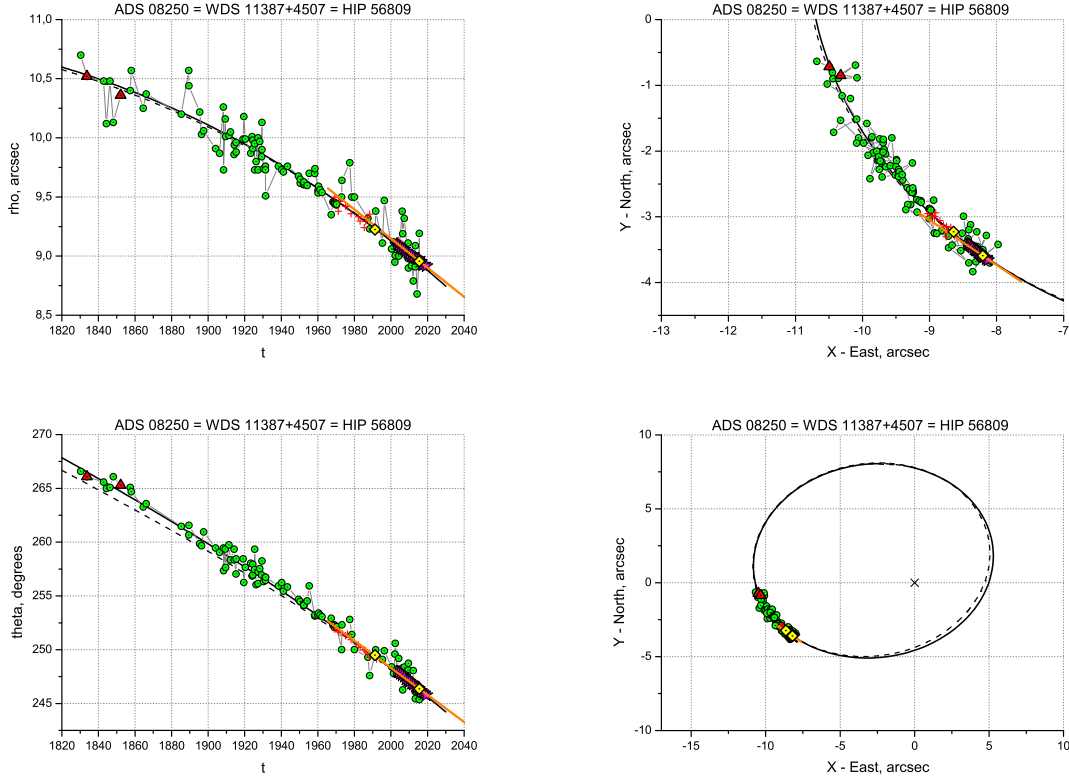 ADS 08250 = WDS 11387+4507 = HIP 56809
11,0
10,5
10,0
9,5
9,0
8,5
rho, arcsec
1820 1840 1860 1880 1900 1920 1940 1960 1980 2000 2020 2040
t
ADS 08250 = WDS 11387+4507 = HIP 56809
0
-1
-2
-3
-4
Y - North, arcsec
-13 -12 -11 -10 -9 -8 -7
X - East, arcsec
ADS 08250 = WDS 11387+4507 = HIP 56809
270
265
260
255
250
245
theta, degrees
1820 1840 1860 1880 1900 1920 1940 1960 1980 2000 2020 2040
t
ADS 08250 = WDS 11387+4507 = HIP 56809
10
5
0
-5
-10
Y - North, arcsec
-15 -10 -5 0 5 10
X - East, arcsec